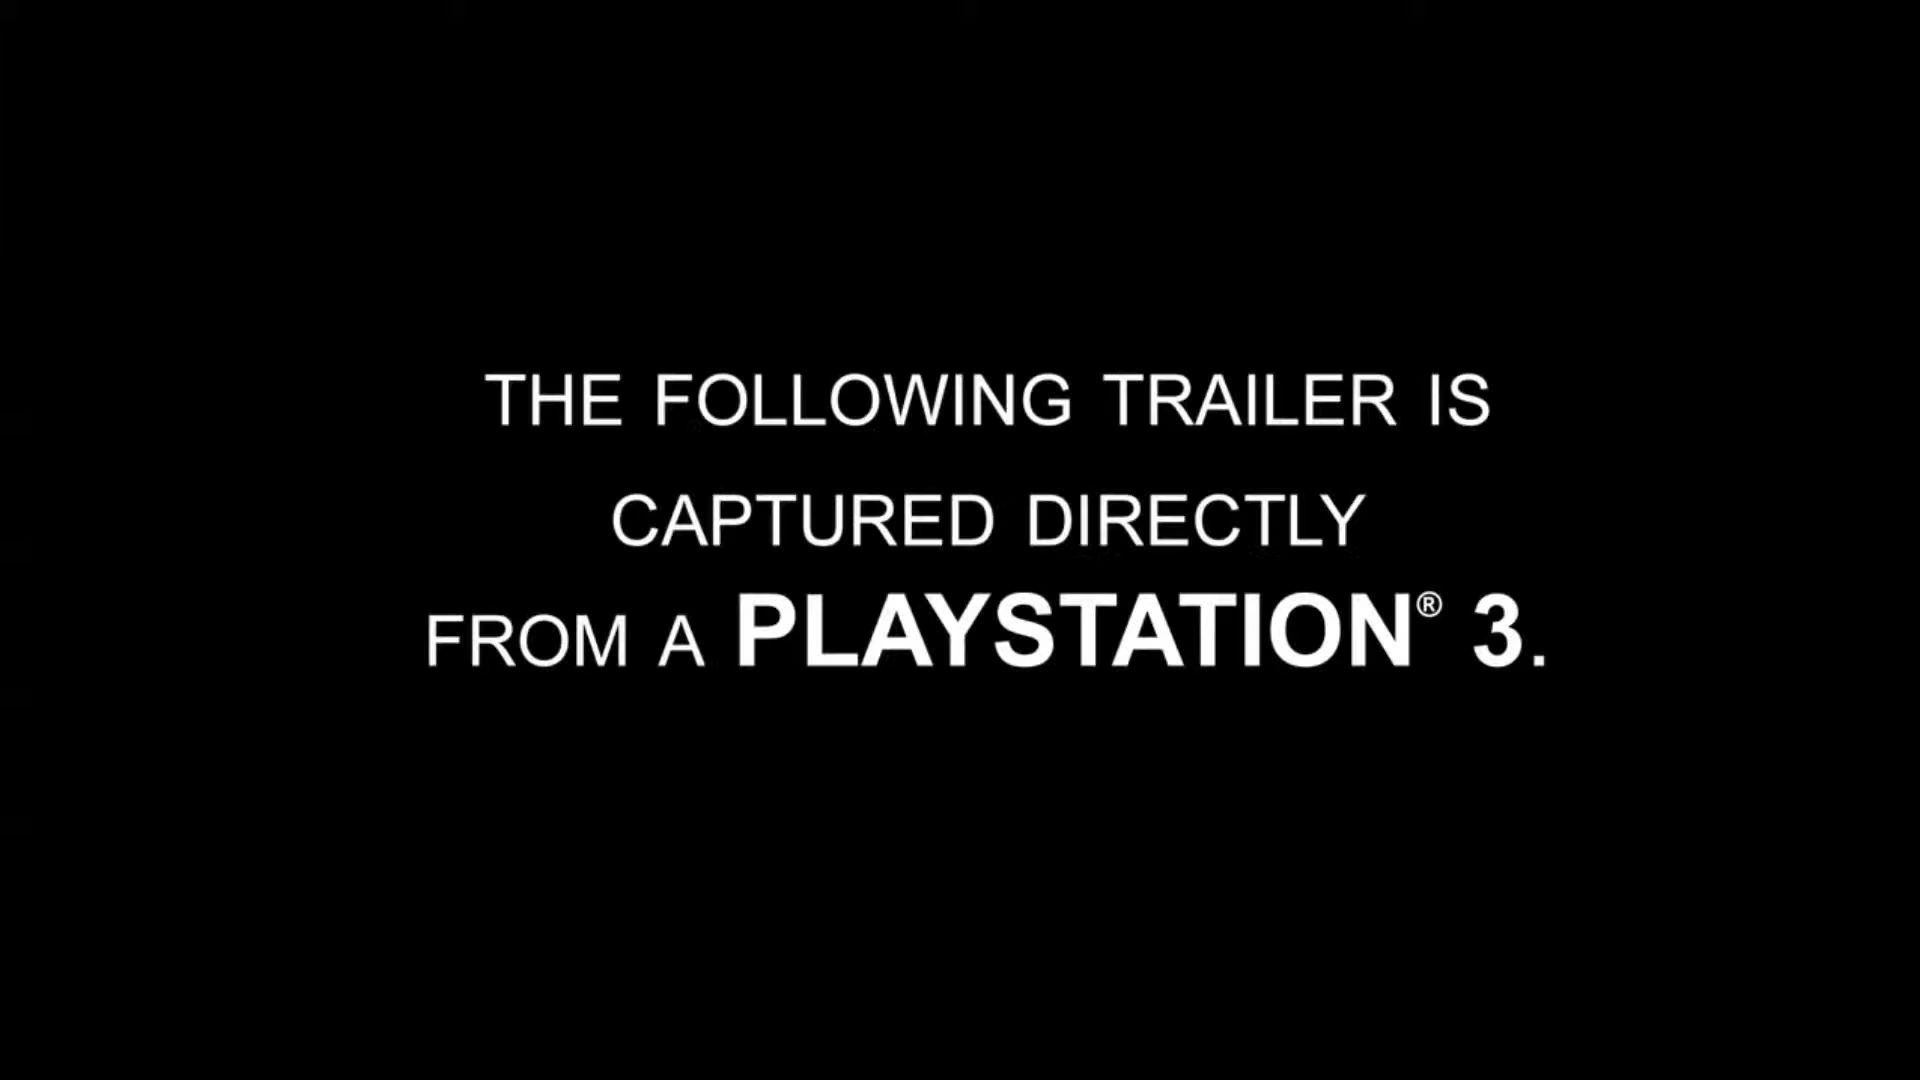 THE FOLLOWING TRAILER IS
CAPTURED DIRECTLY
FROM A PLAYSTATION® 3.